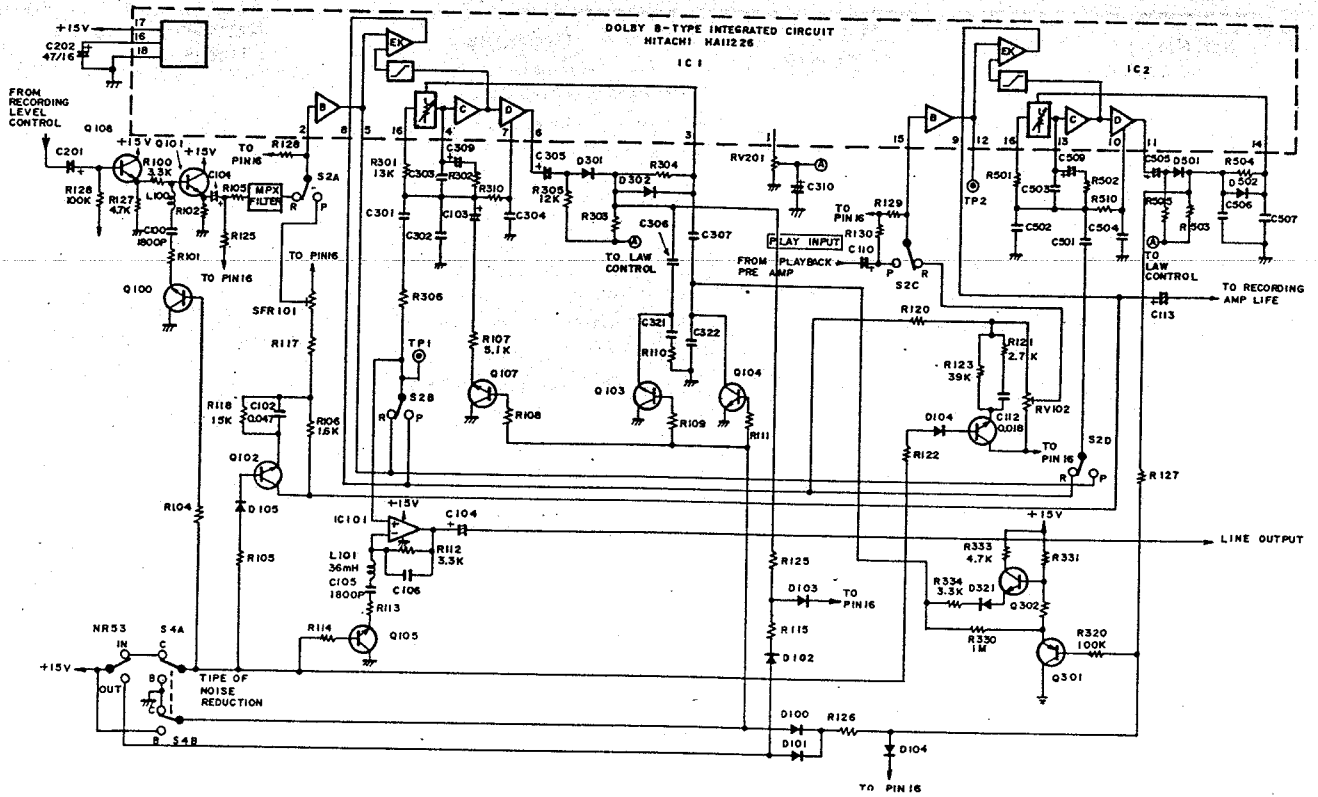 DOLBY B-TYPE INTEGRATED CIRCUIT
HITACHI HA11226
IC1
IC2
+15V
17
16
18
C202
47/16
FROM
RECORDING
LEVEL
CONTROL
C201
Q108
+15V
Q101
+15V
R100
3.3K
C104
R105
MPX
FILTER
R128
100K
R127
4.7K
L100
C100
1800P
R102
R101
R125
TO PIN16
Q100
TO
PIN16
R128
2
B
8
5
S2A
R
P
TO PIN16
SFR101
R117
R118
15K
C102
0.047
R106
1.6K
Q102
D105
R104
R105
EX
C
D
16
4
7
6
3
R301
13K
C303
C309
R302
R310
C301
C302
C103
C304
C305
D301
R304
D302
R305
12K
R303
A
TO LAW
CONTROL
C306
C307
R306
TP1
S2B
R
P
R107
5.1K
Q107
R108
C321
C322
R110
Q103
Q104
R109
R111
1
RV201
A
C310
15
B
9
12
TP2
EX
C
D
16
13
10
11
14
R501
C509
C503
R502
R510
C502
C501
C504
C505
D501
R504
D502
R505
C506
R503
C507
A
TO
LAW
CONTROL
TO
PIN16
R129
R130
PLAY INPUT
C110
FROM PLAYBACK
PRE AMP
P
R
S2C
TO RECORDING
AMP LIFE
C113
R120
R121
2.7K
R123
39K
C112
0.018
RV102
D104
R122
TO
PIN16
S2D
R
P
R127
IC101
+15V
+
-
C104
R112
3.3K
L101
36mH
C105
1800P
C106
R113
R114
Q105
LINE OUTPUT
R125
D103
TO
PIN16
R115
D102
+15V
R333
4.7K
R331
R334
3.3K
D321
Q302
R330
1M
R320
100K
Q301
NR53
S4A
IN
C
+15V
OUT
B
C
B
S4B
TIPE OF
NOISE
REDUCTION
D100
D101
R126
D104
TO PIN16